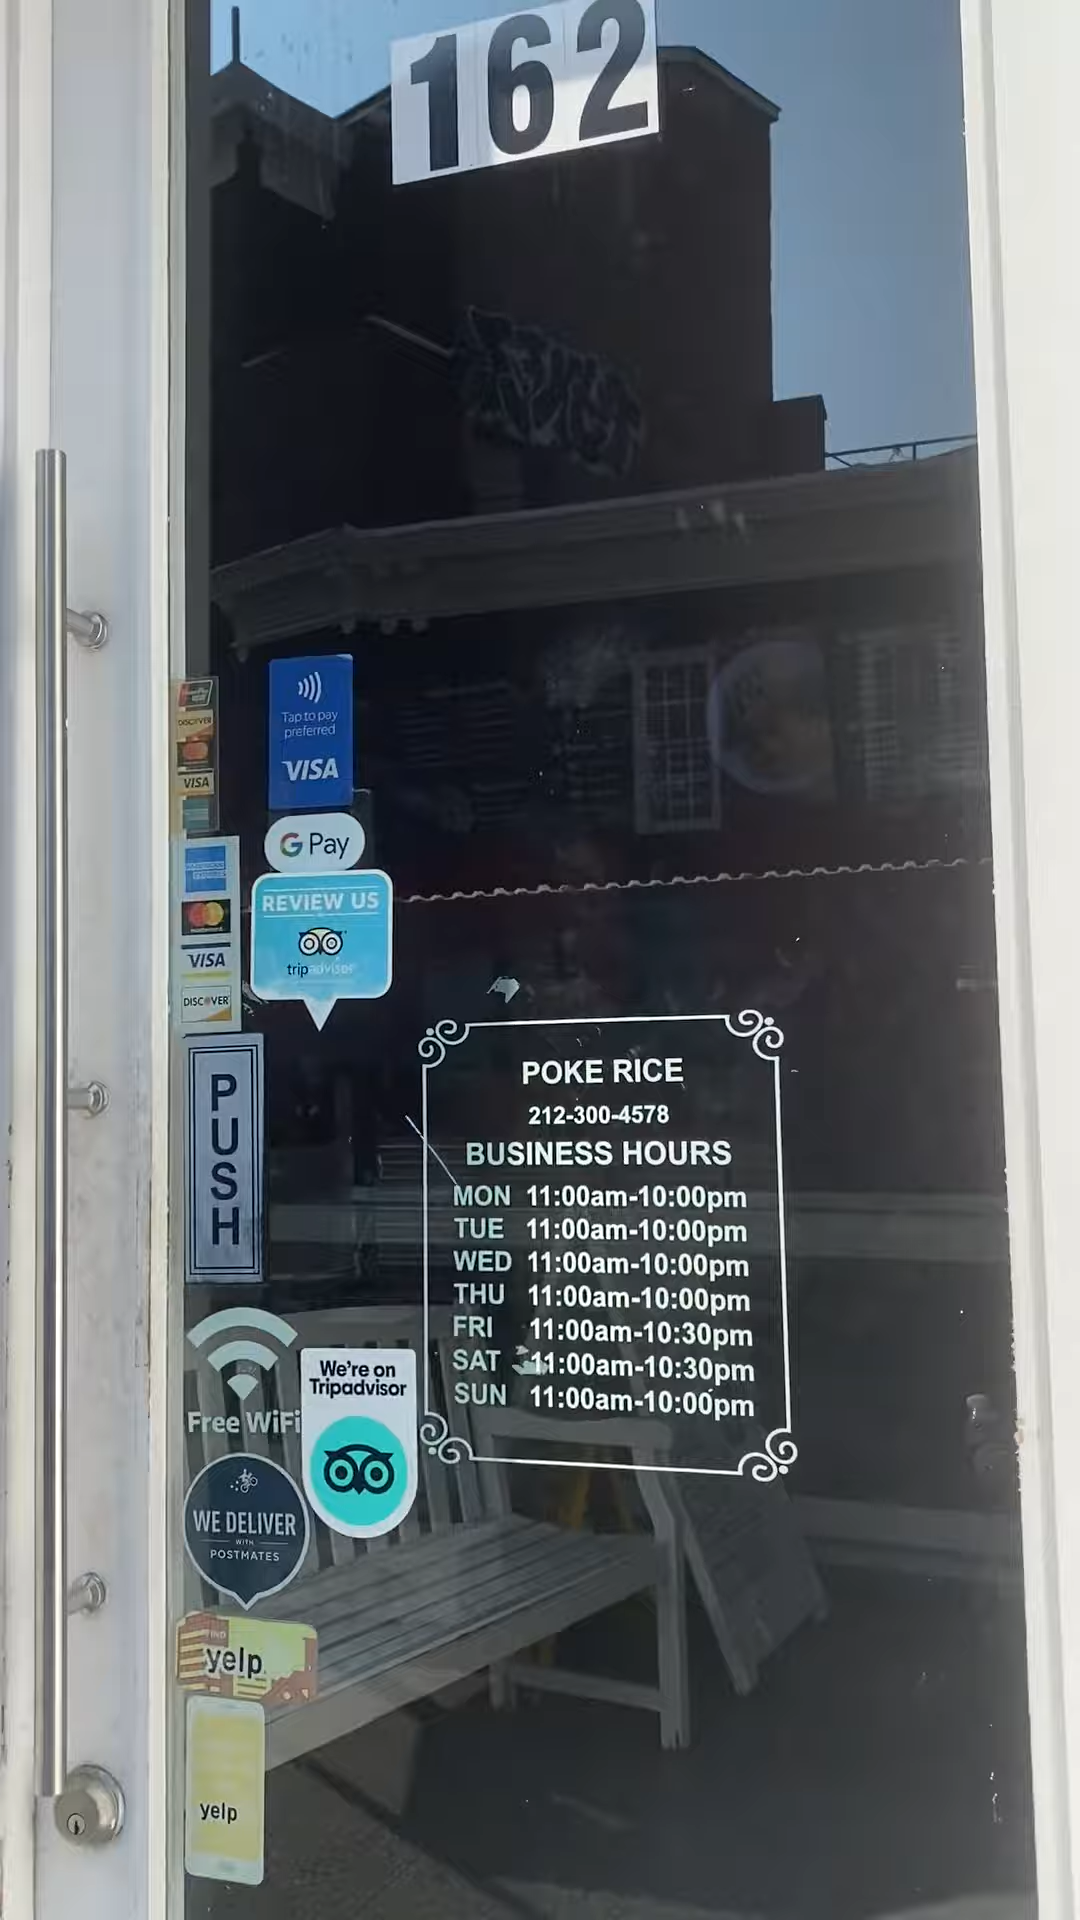 162
Tap to pay
preferred
VISA
DISCOVER
VISA
G Pay
REVIEW US
tripadvisor
AMERICAN
EXPRESS
mastercard
VISA
DISCOVER
PUSH
POKE RICE
212-300-4578
BUSINESS HOURS
MON 11:00am-10:00pm
TUE 11:00am-10:00pm
WED 11:00am-10:00pm
THU 11:00am-10:00pm
FRI 11:00am-10:30pm
SAT 11:00am-10:30pm
SUN 11:00am-10:00pm
Free WiFi
We're on
Tripadvisor
WE DELIVER
WITH
POSTMATES
FIND
yelp
yelp